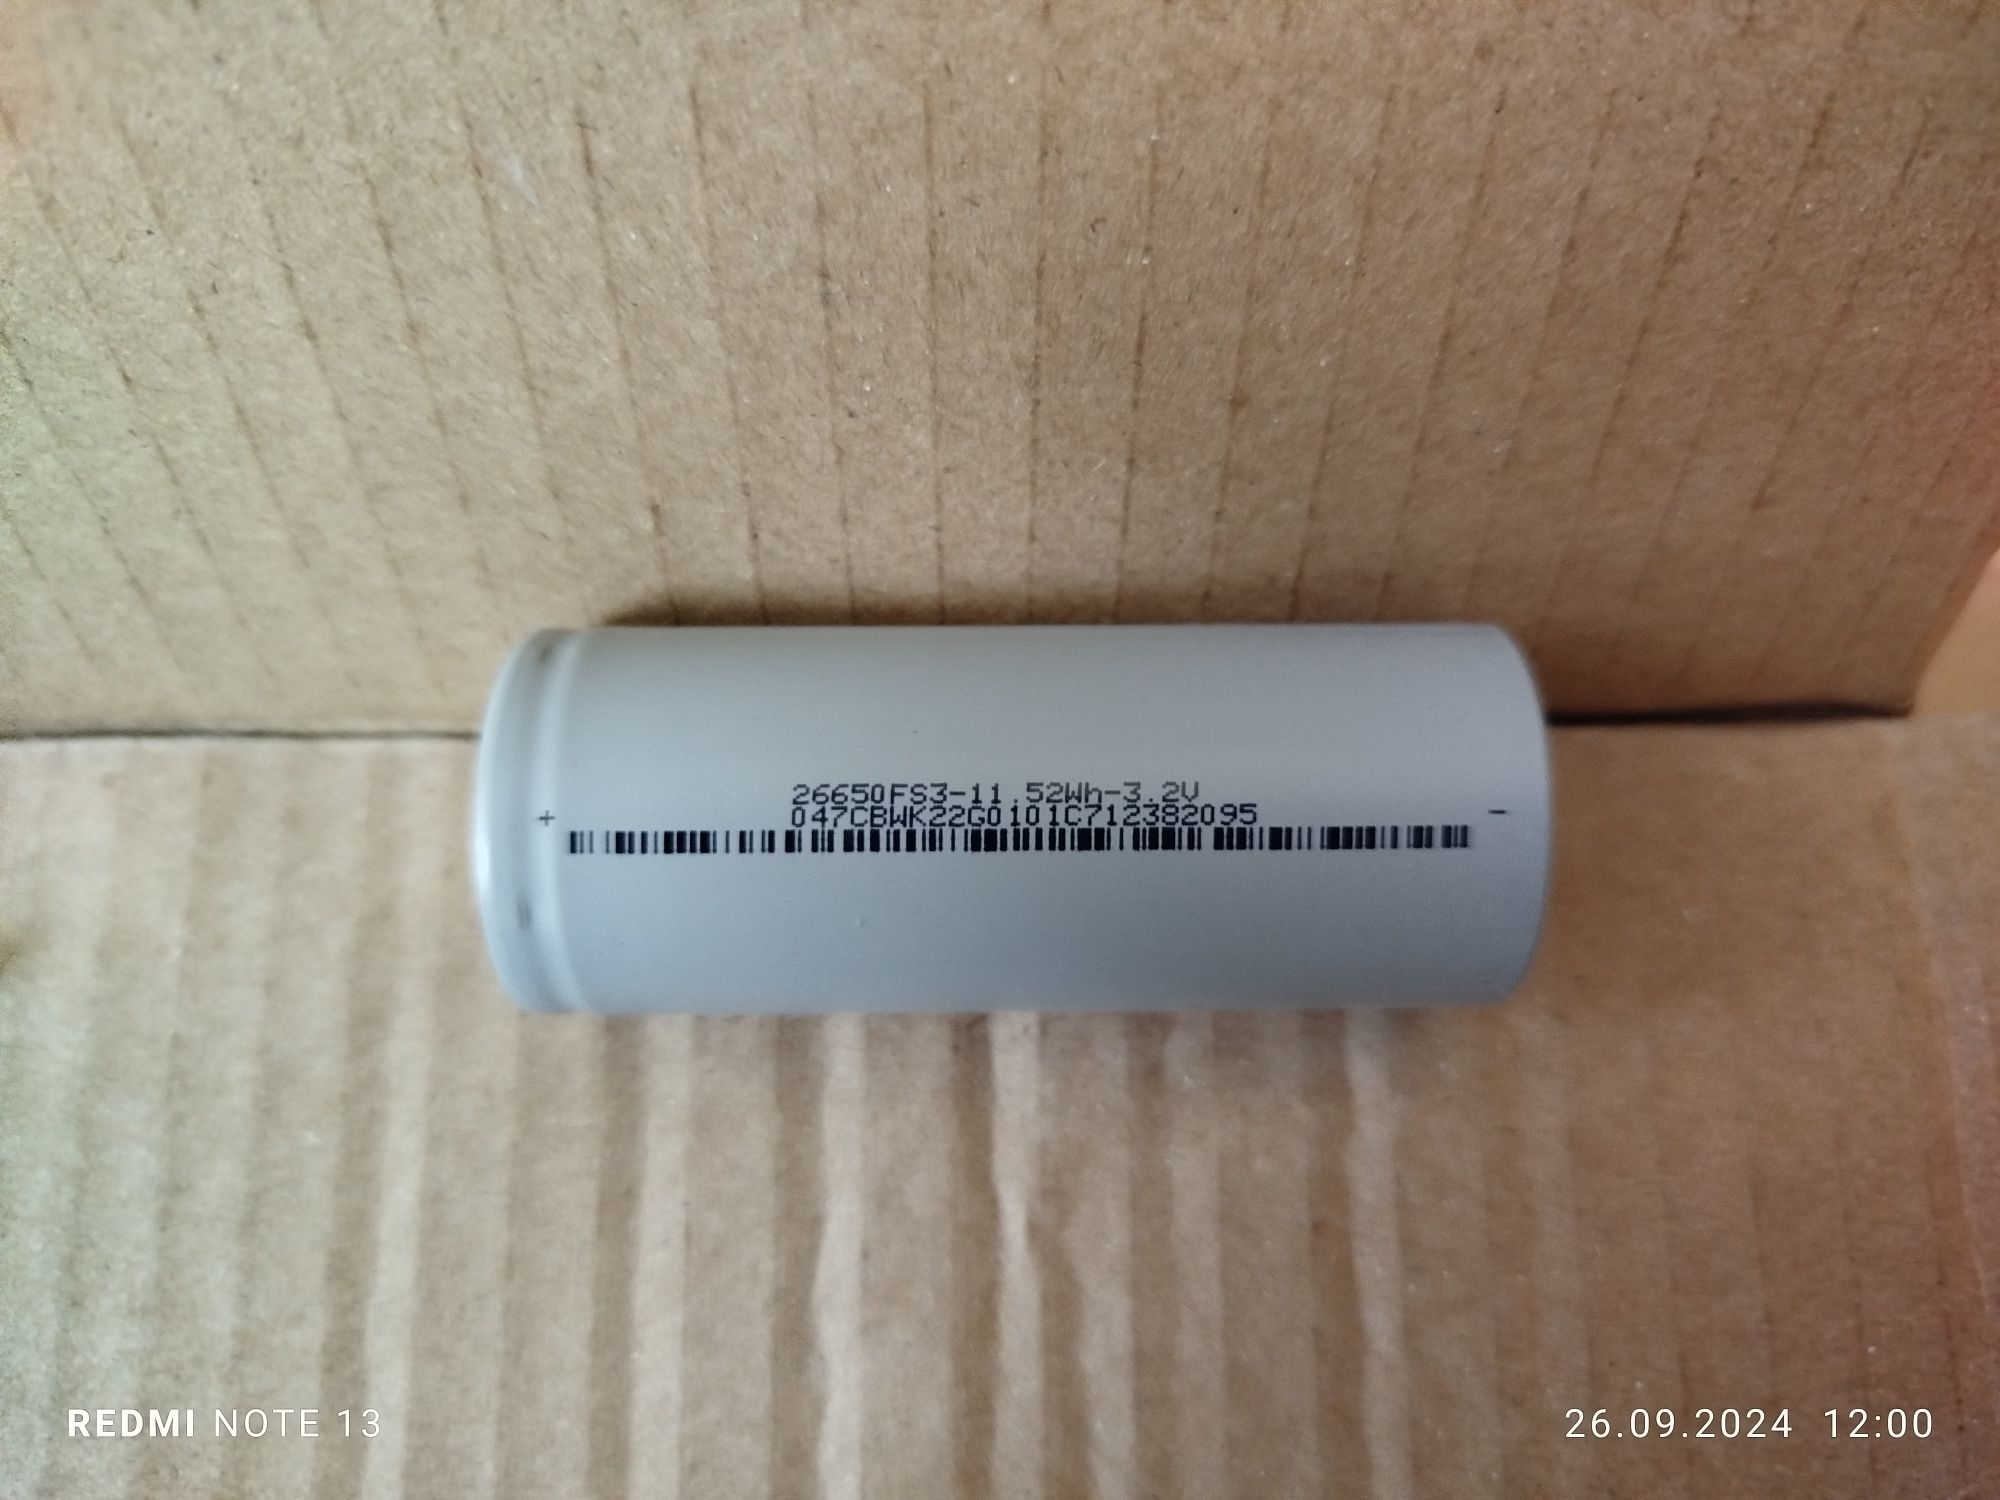 26650FS3-11.52Wh-3.2V
+ 047CBWK22G0101C712382095 -
REDMI NOTE 13
26.09.2024 12:00